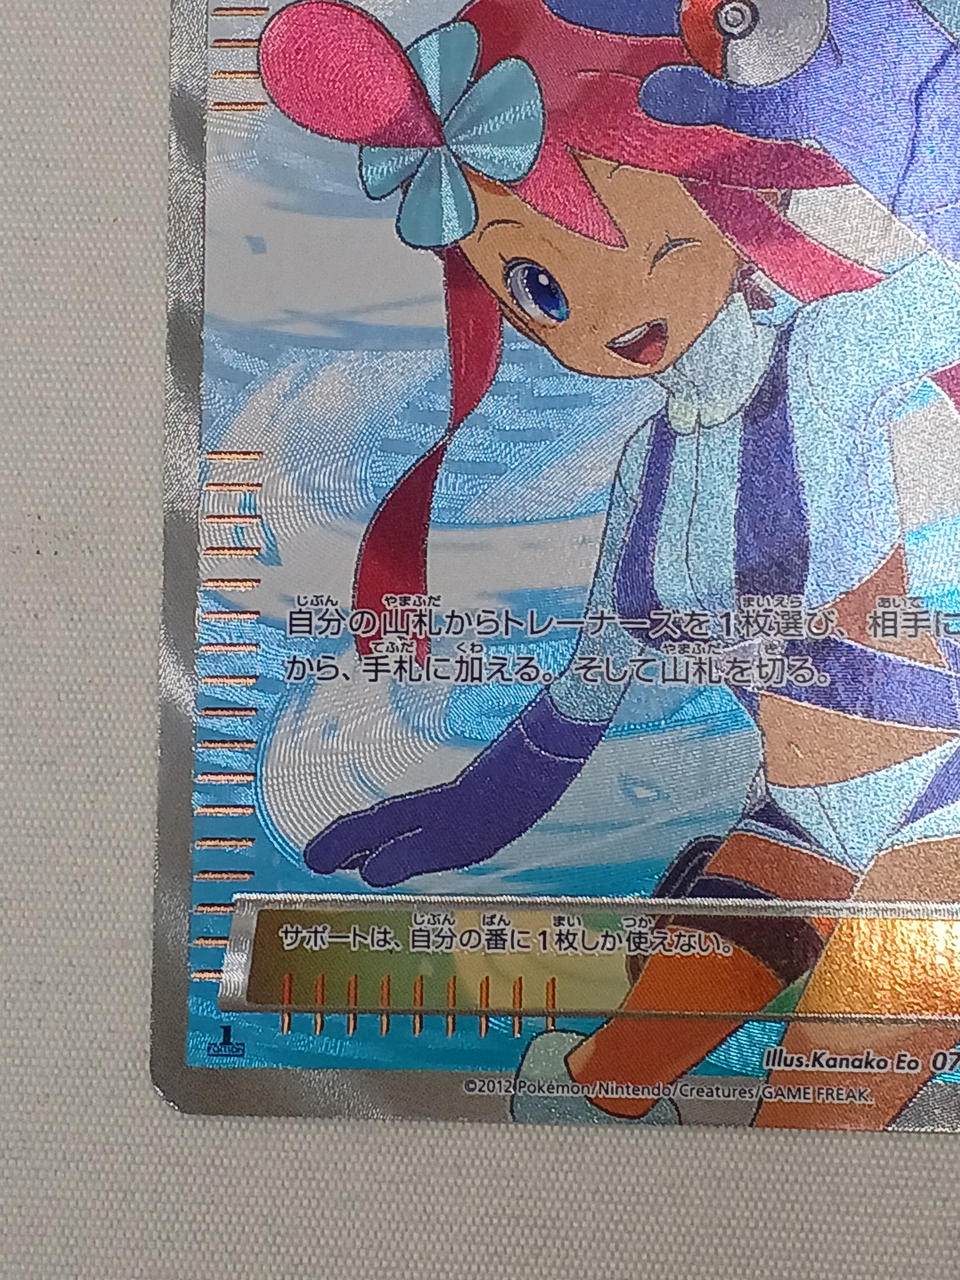 自分の山札からトレーナーズを1枚選び、相手に
から、手札に加える。そして山札を切る。
サポートは、自分の番に1枚しか使えない。
1
EDITION
Illus.Kanako Eo 07
©2012 Pokémon/Nintendo/Creatures/GAME FREAK.